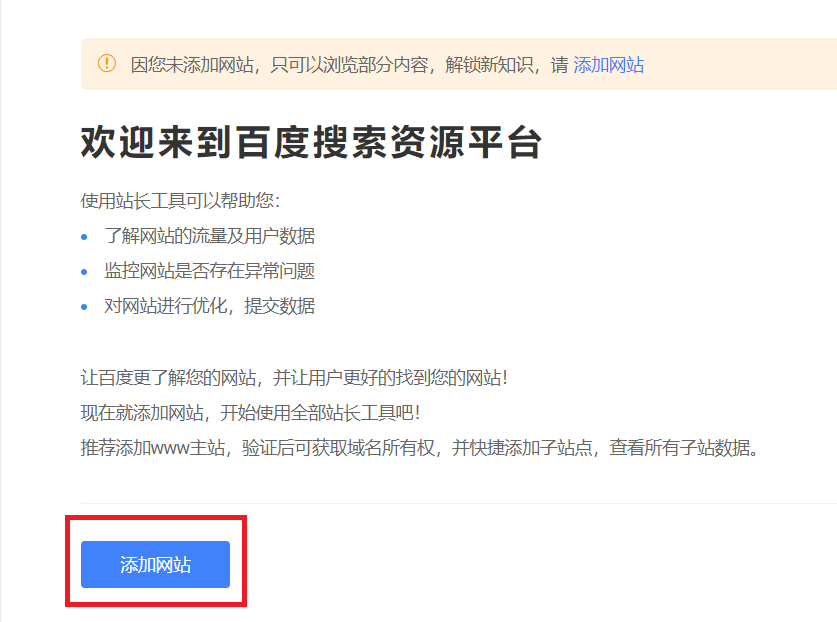 因您未添加网站，只可以浏览部分内容，解锁新知识，请 添加网站
欢迎来到百度搜索资源平台
使用站长工具可以帮助您：
了解网站的流量及用户数据
监控网站是否存在异常问题
对网站进行优化，提交数据
让百度更了解您的网站，并让用户更好的找到您的网站！
现在就添加网站，开始使用全部站长工具吧！
推荐添加www主站，验证后可获取域名所有权，并快捷添加子站点，查看所有子站数据。
添加网站